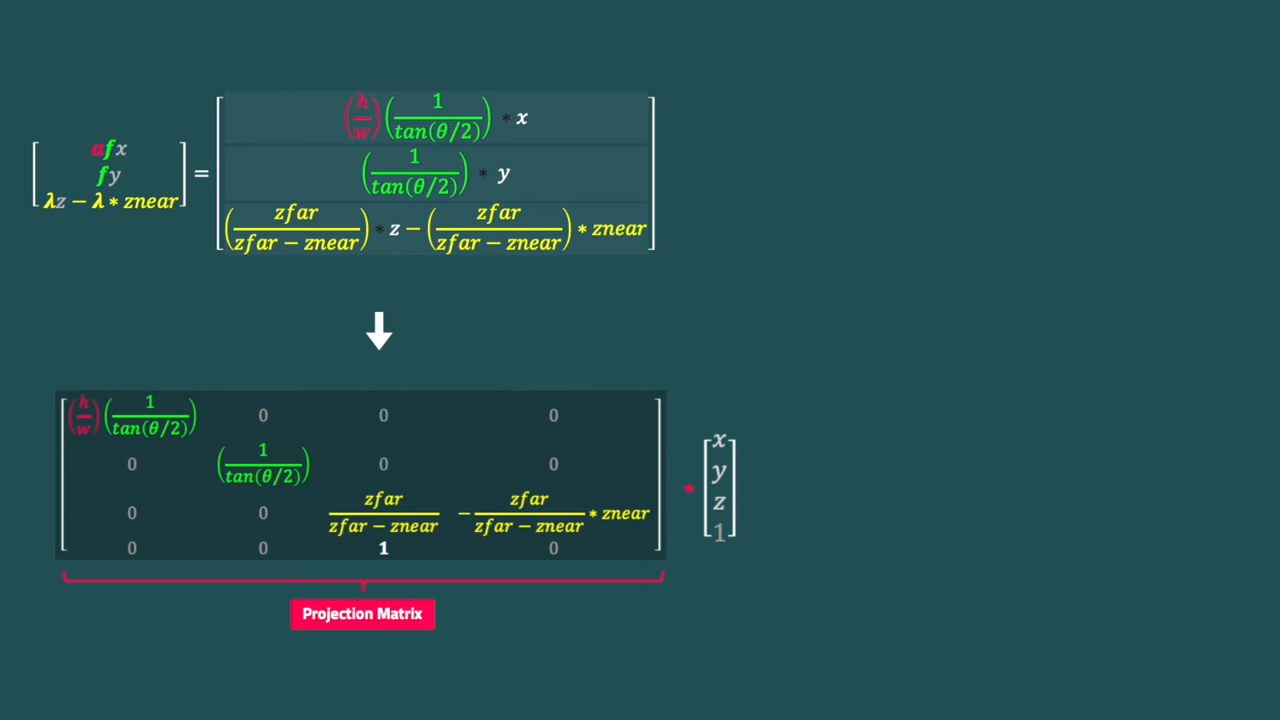 [afx fy λz − λ * znear] = [(h/w)(1/tan(θ/2)) * x
(1/tan(θ/2)) * y
(zfar/zfar − znear) * z − (zfar/zfar − znear) * znear]
(h/w)(1/tan(θ/2)) 0 0 0 x
0 (1/tan(θ/2)) 0 0 y
0 0 zfar/zfar − znear −zfar/zfar − znear * znear * z
0 0 1 0 1
Projection Matrix